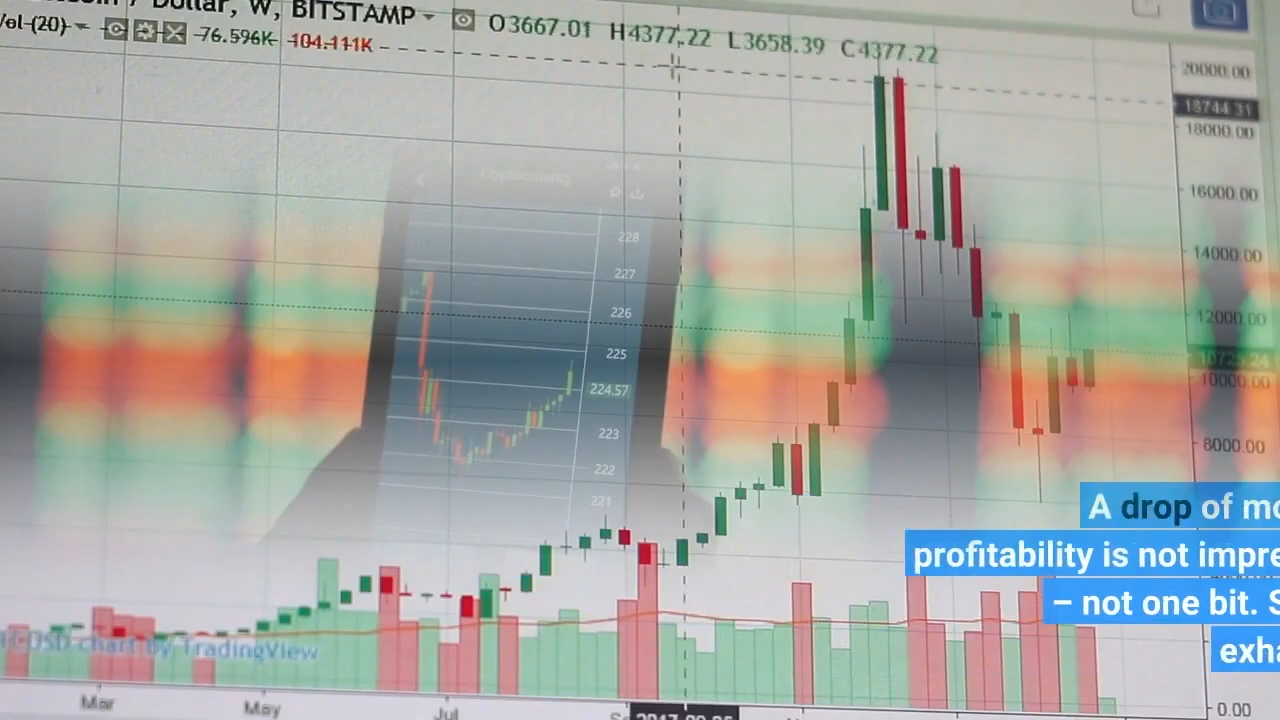 / Dollar, W, BITSTAMP O3667.01 H4377.22 L3658.39 C4377.22
Vol (20) 76.596K 104.111K
20000.00
18744.31
18000.00
16000.00
14000.00
12000.00
10000.00
8000.00
0.00
Cryptocurrency
228
227
226
225
224.57
223
222
221
A drop of mo
profitability is not impre
– not one bit. S
exha
USD chart by TradingView
Mar May Jul